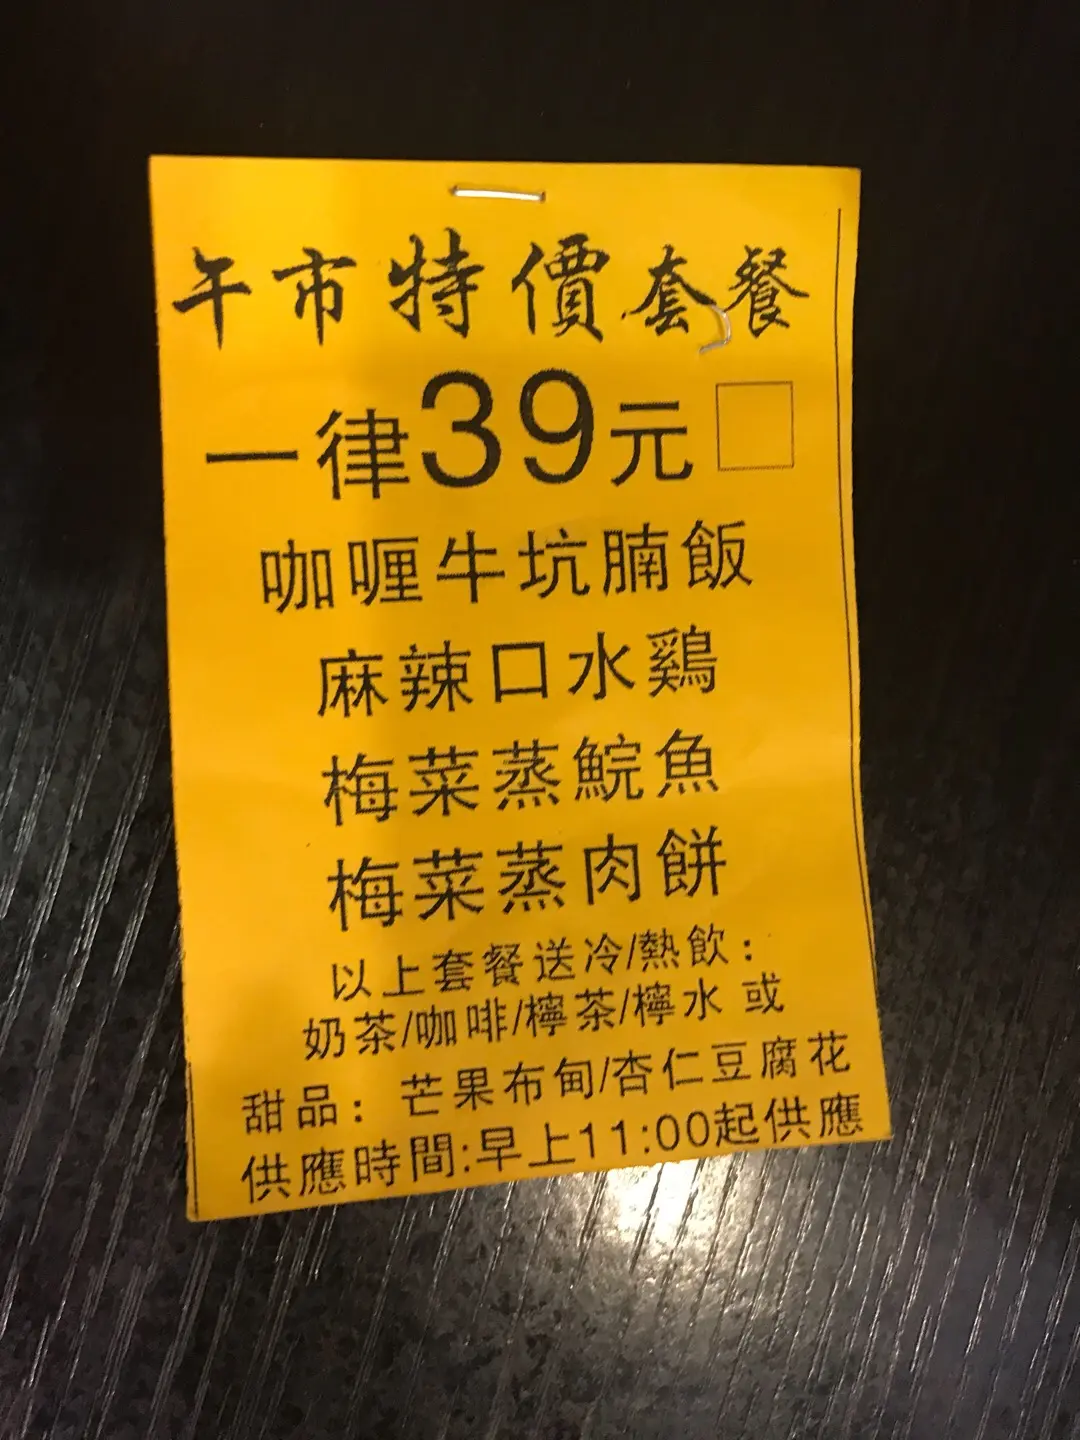 午市特價套餐
一律39元
咖喱牛坑腩飯
麻辣口水鷄
梅菜蒸鯇魚
梅菜蒸肉餅
以上套餐送冷/熱飲：
奶茶/咖啡/檸茶/檸水 或
甜品：芒果布甸/杏仁豆腐花
供應時間:早上11:00起供應